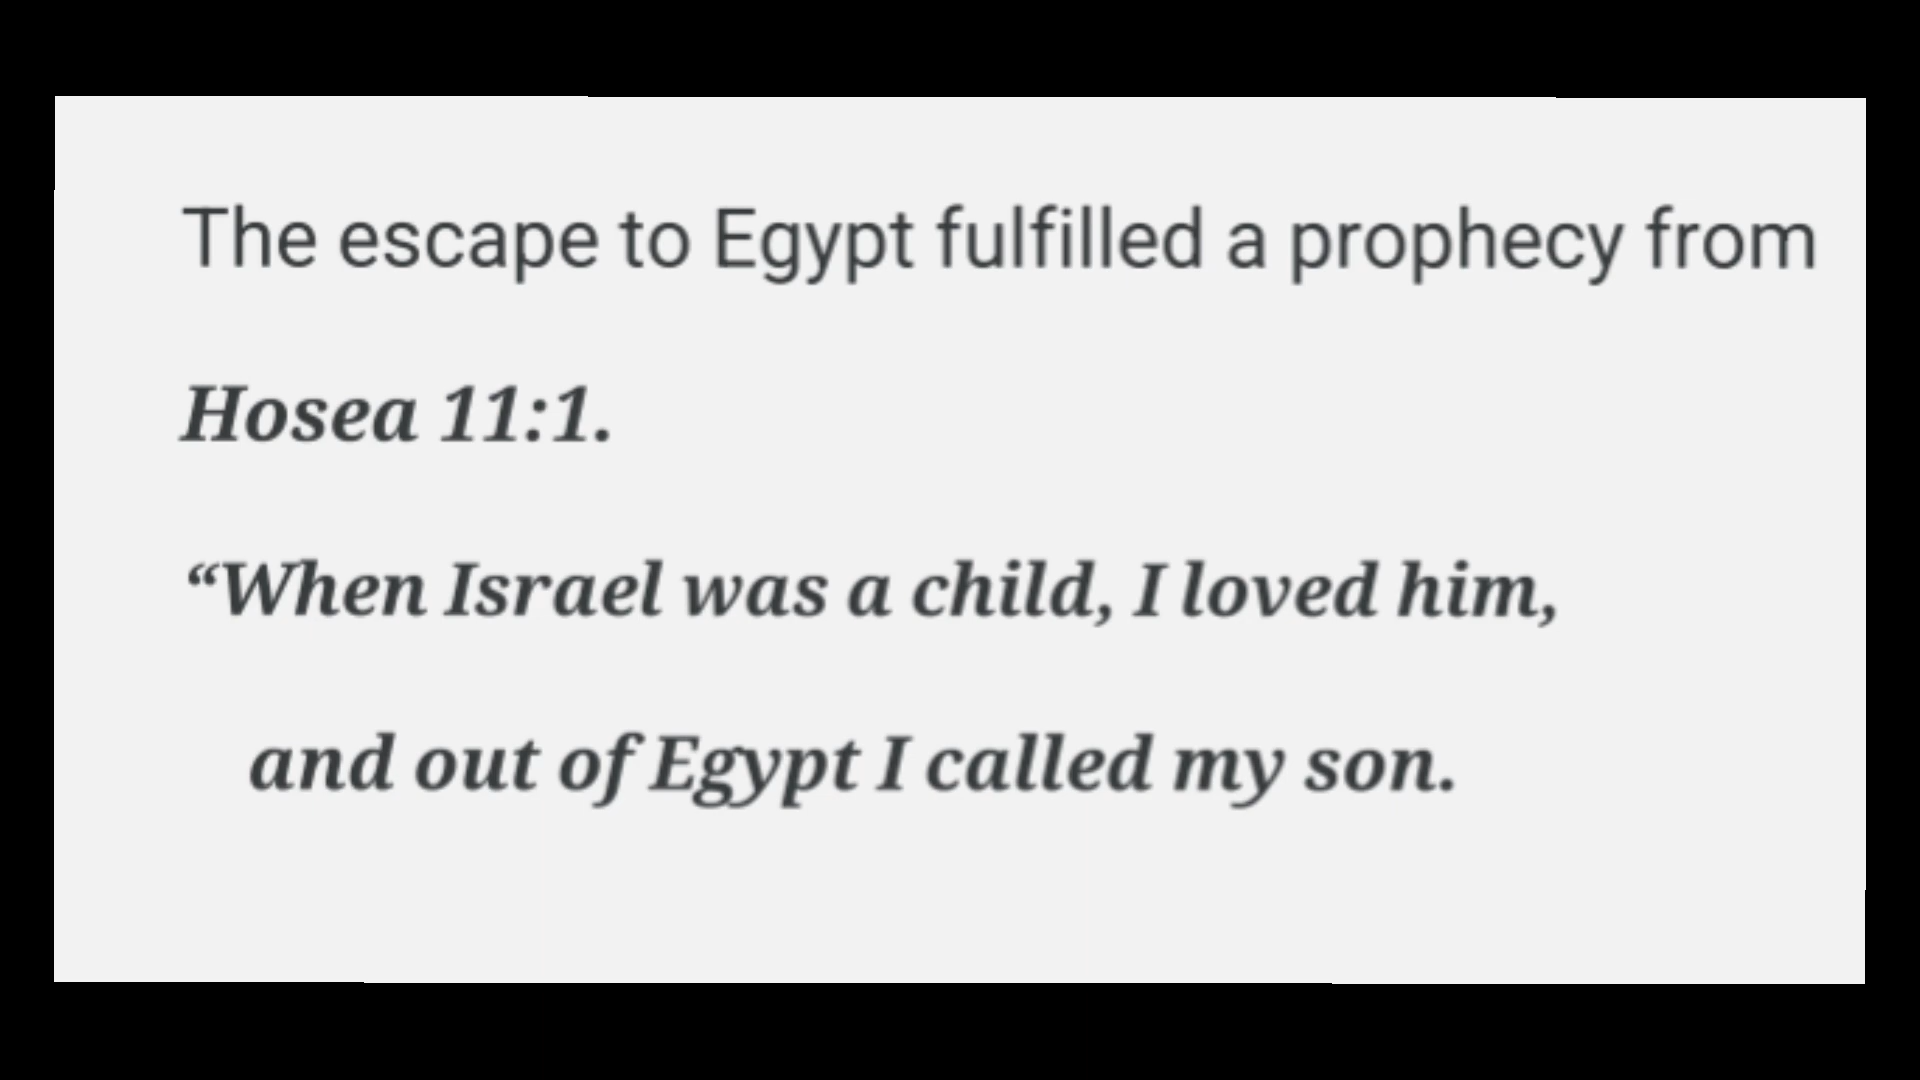 The escape to Egypt fulfilled a prophecy from
Hosea 11:1.
“When Israel was a child, I loved him,
and out of Egypt I called my son.